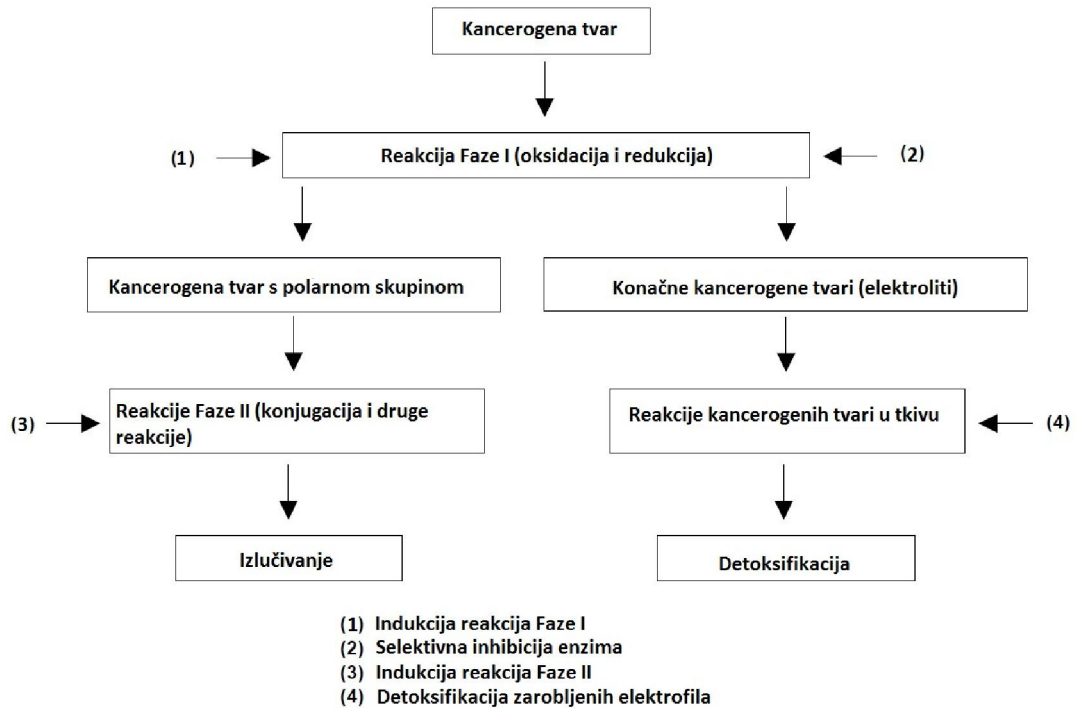 Kancerogena tvar
(1)
Reakcija Faze I (oksidacija i redukcija)
(2)
Kancerogena tvar s polarnom skupinom
Konačne kancerogene tvari (elektroliti)
(3)
Reakcije Faze II (konjugacija i druge
reakcije)
Reakcije kancerogenih tvari u tkivu
(4)
Izlučivanje
Detoksifikacija
(1) Indukcija reakcija Faze I
(2) Selektivna inhibicija enzima
(3) Indukcija reakcija Faze II
(4) Detoksifikacija zarobljenih elektrofila